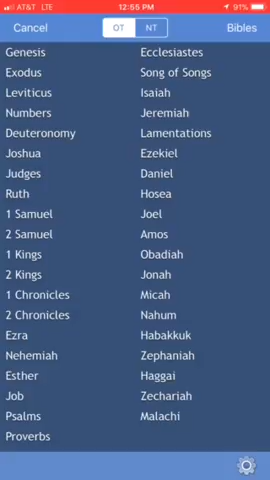 AT&T LTE 12:55 PM 91%
Cancel OT NT Bibles
Genesis
Exodus
Leviticus
Numbers
Deuteronomy
Joshua
Judges
Ruth
1 Samuel
2 Samuel
1 Kings
2 Kings
1 Chronicles
2 Chronicles
Ezra
Nehemiah
Esther
Job
Psalms
Proverbs
Ecclesiastes
Song of Songs
Isaiah
Jeremiah
Lamentations
Ezekiel
Daniel
Hosea
Joel
Amos
Obadiah
Jonah
Micah
Nahum
Habakkuk
Zephaniah
Haggai
Zechariah
Malachi